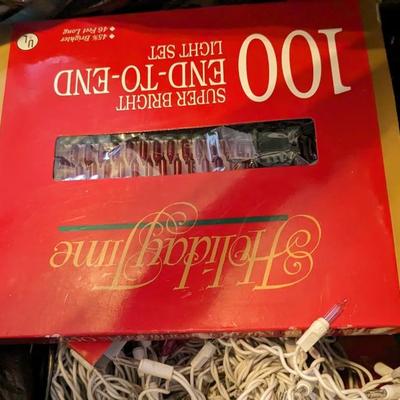 Holiday Time
100
SUPER BRIGHT
END-TO-END
LIGHT SET
◆ 45% Brighter
◆ 46 Feet Long
UL